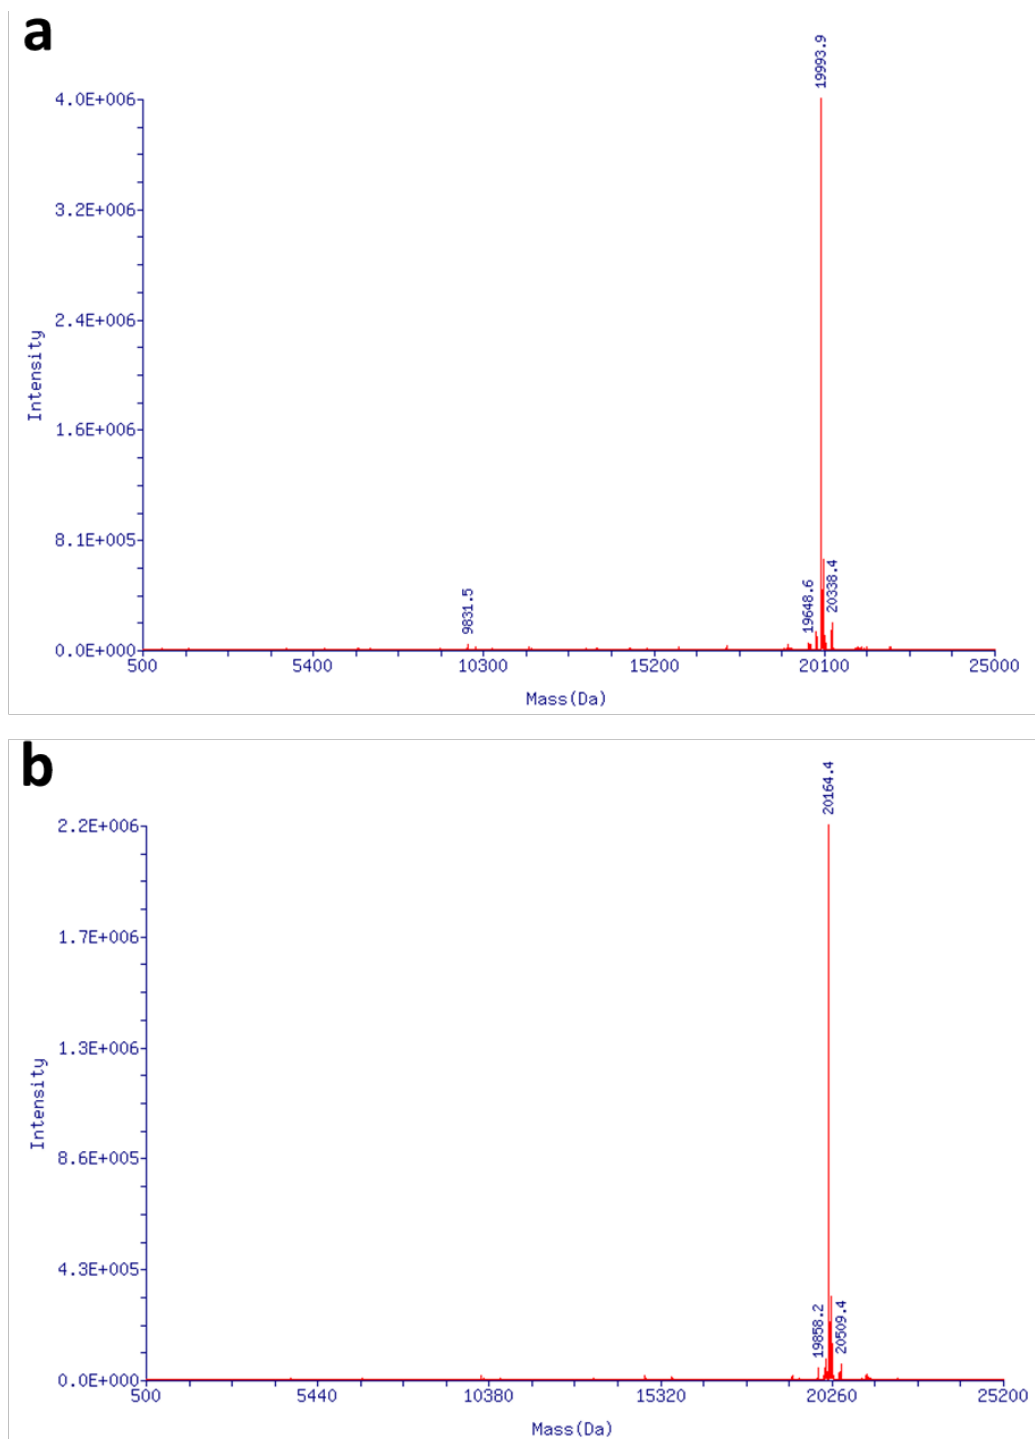 a
19993.9
4.0E+006
3.2E+006
2.4E+006
Intensity
1.6E+006
8.1E+005
9831.5
19648.6
20338.4
0.0E+000
500 5400 10300 15200 20100 25000
Mass(Da)
b
20164.4
2.2E+006
1.7E+006
1.3E+006
Intensity
8.6E+005
4.3E+005
19858.2
20509.4
0.0E+000
500 5440 10380 15320 20260 25200
Mass(Da)